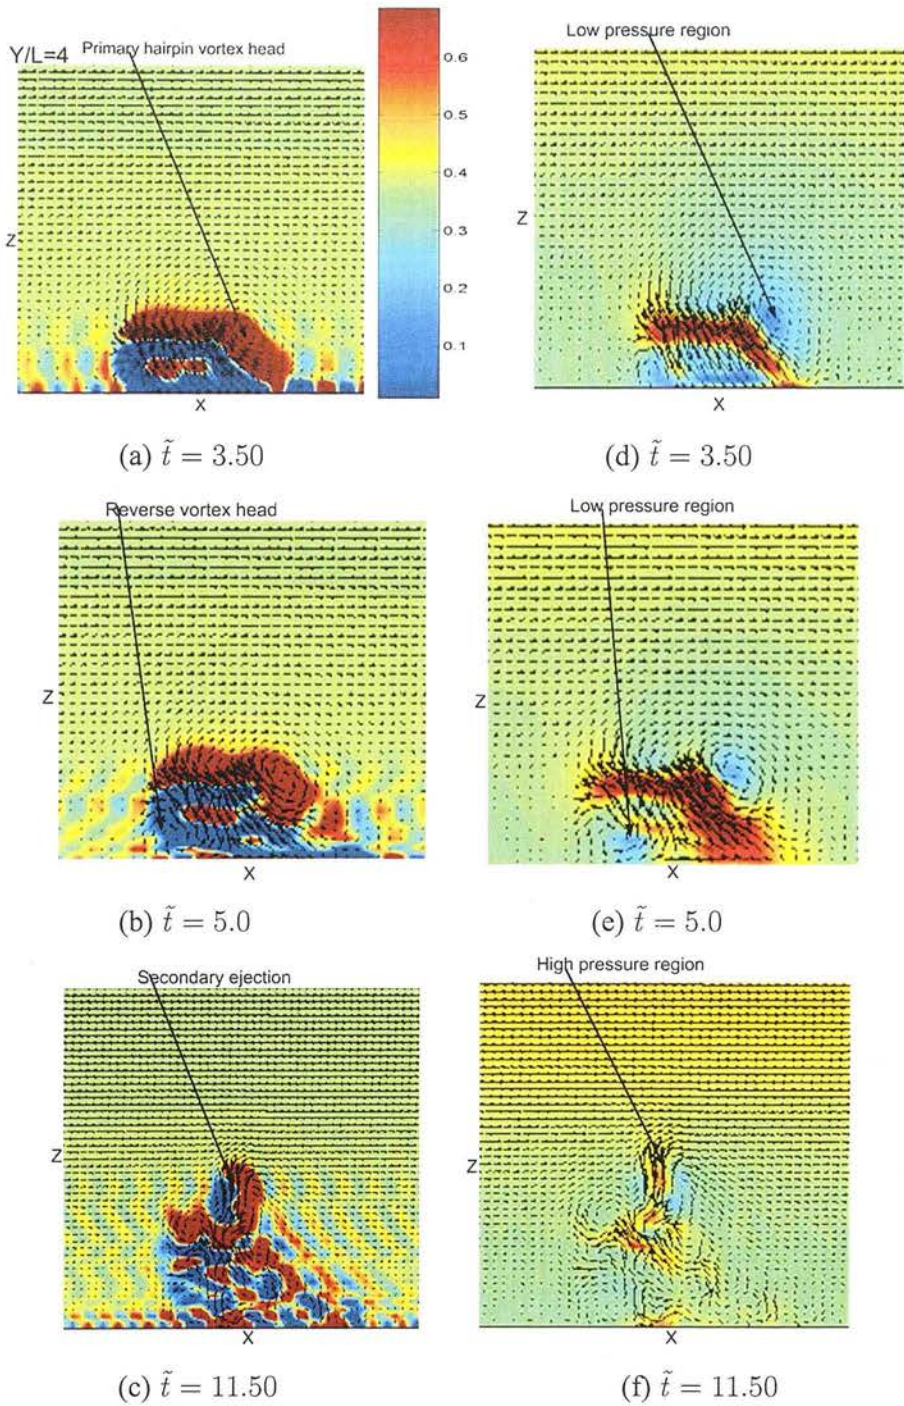 Y/L=4
Primary hairpin vortex head
0.6
0.5
0.4
0.3
0.2
0.1
Z
X
Low pressure region
Z
X
(a) t̃ = 3.50
(d) t̃ = 3.50
Reverse vortex head
Z
X
Low pressure region
Z
X
(b) t̃ = 5.0
(e) t̃ = 5.0
Secondary ejection
Z
X
High pressure region
Z
X
(c) t̃ = 11.50
(f) t̃ = 11.50